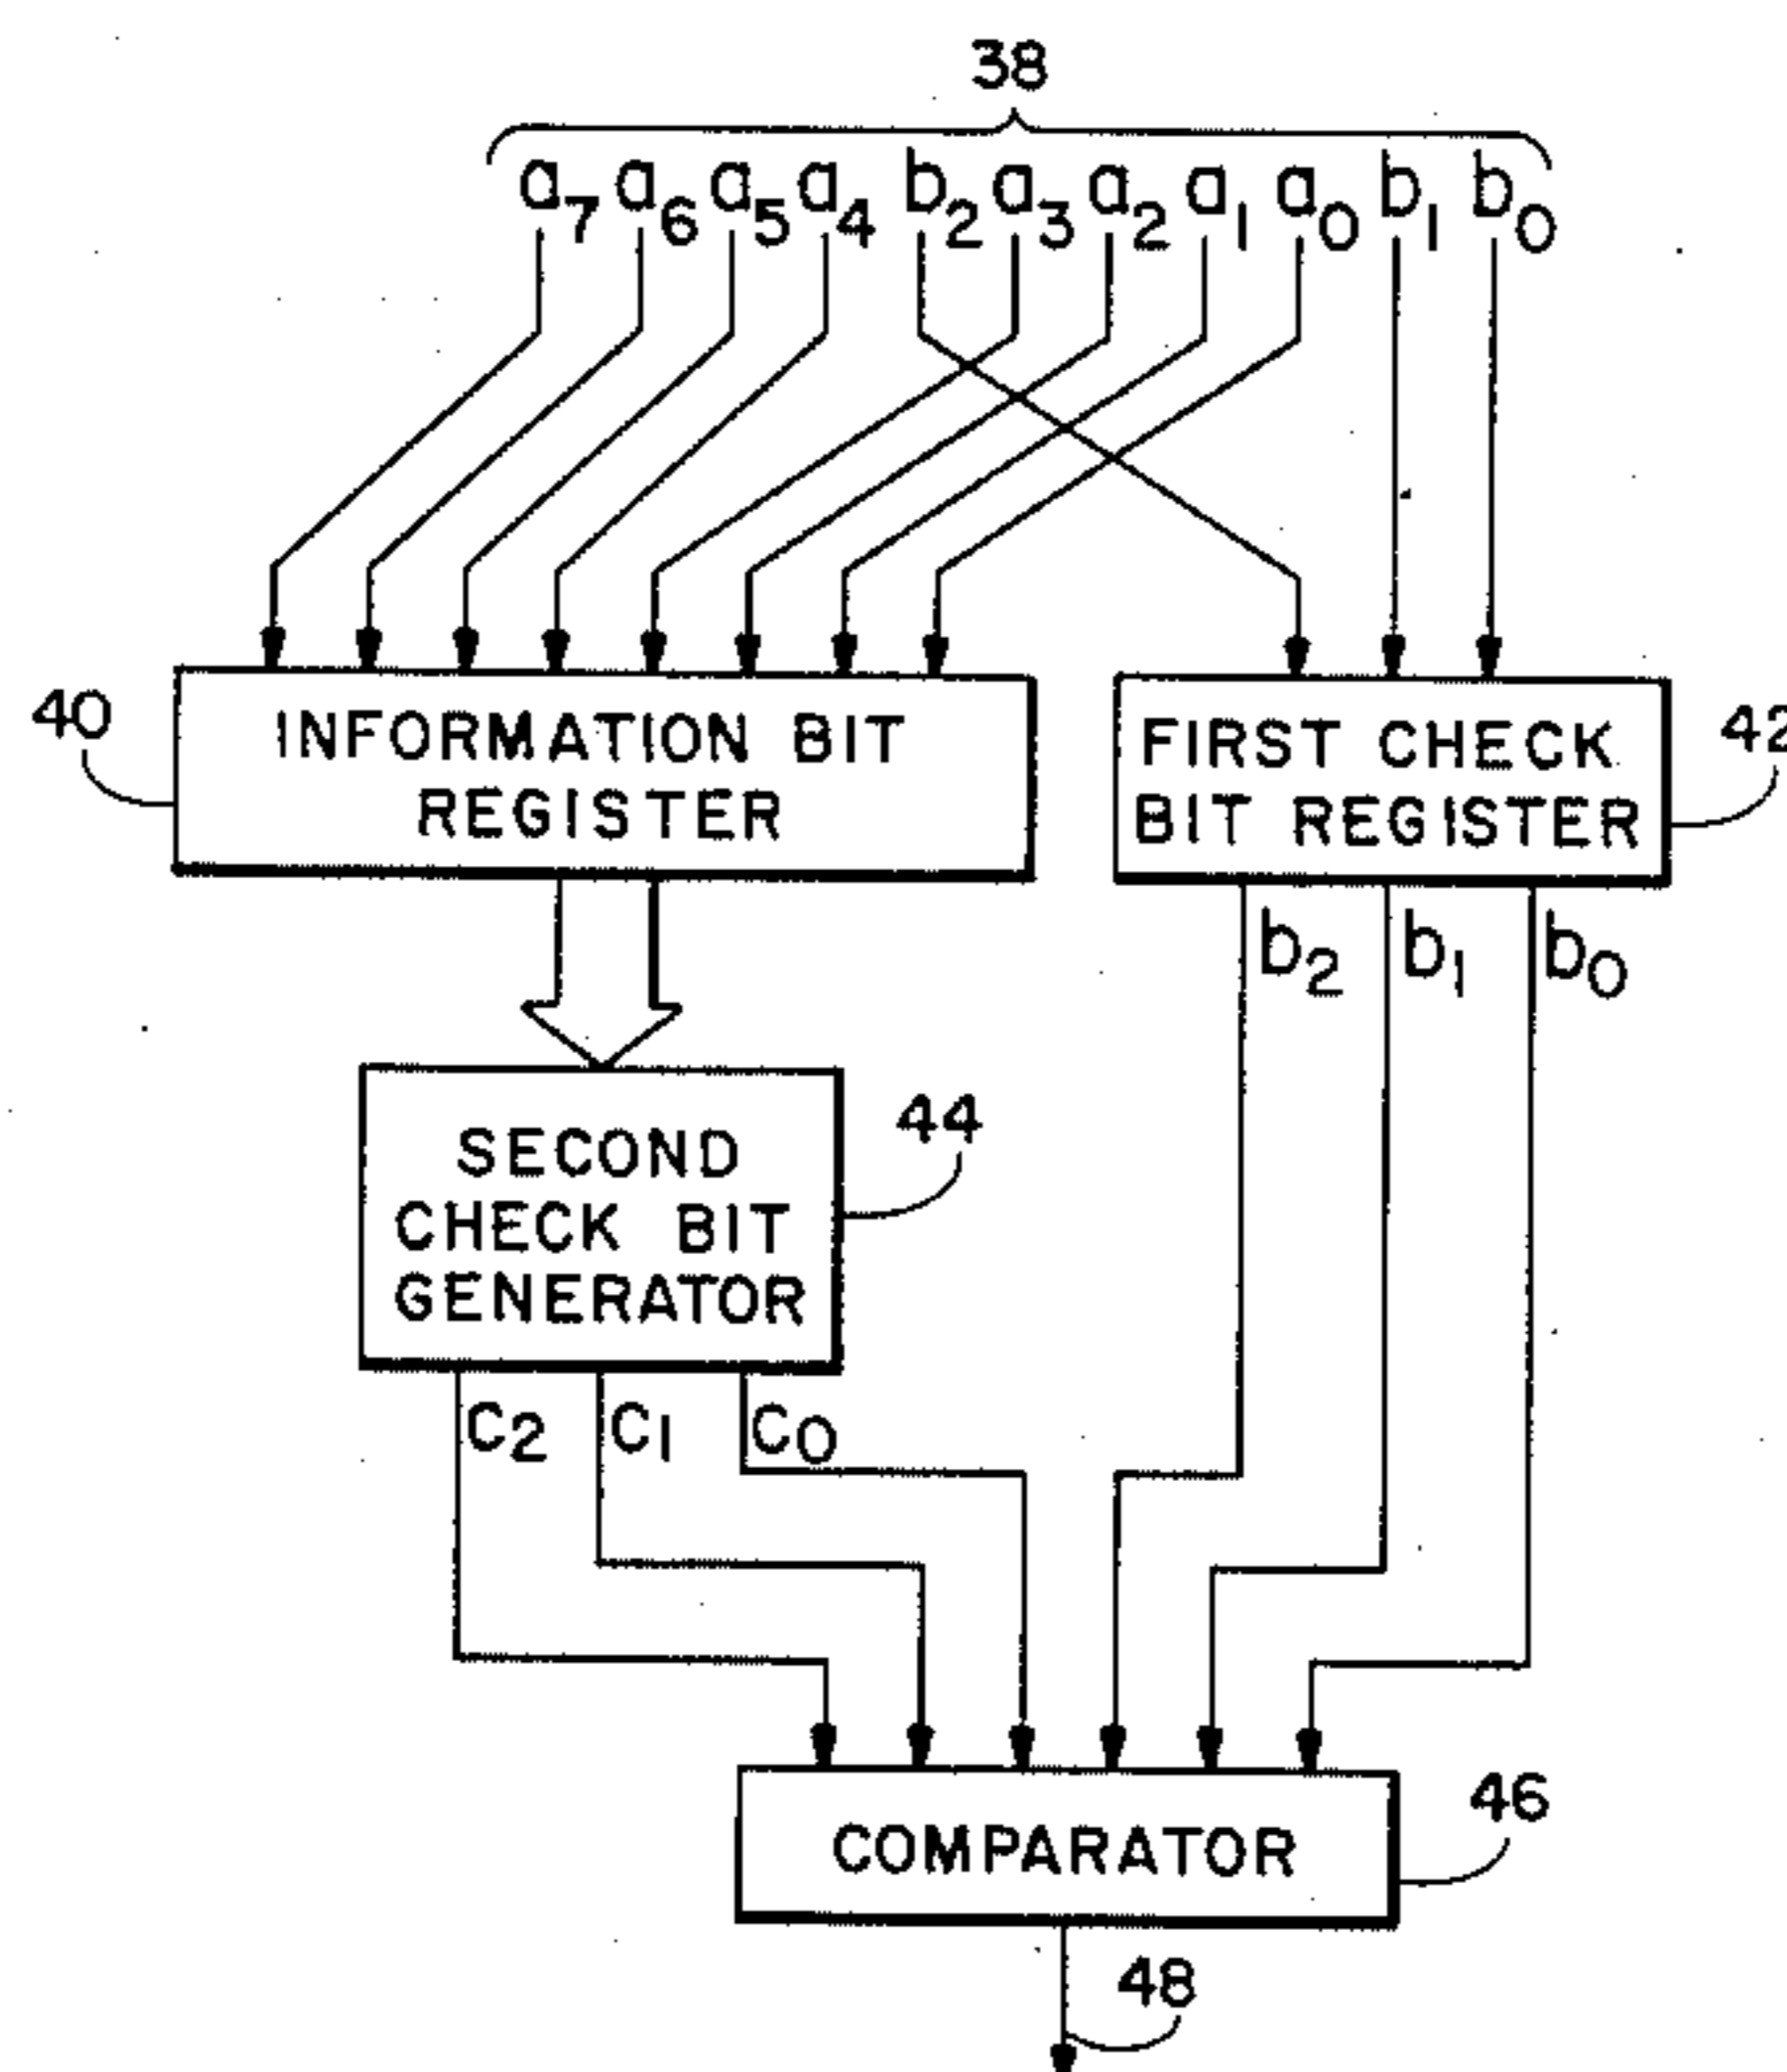 38
a7 a6 a5 a4 b2 a3 a2 a1 a0 b1 b0
40
INFORMATION BIT
REGISTER
FIRST CHECK
BIT REGISTER
42
b2 b1 b0
SECOND
CHECK BIT
GENERATOR
44
C2 C1 C0
COMPARATOR
46
48